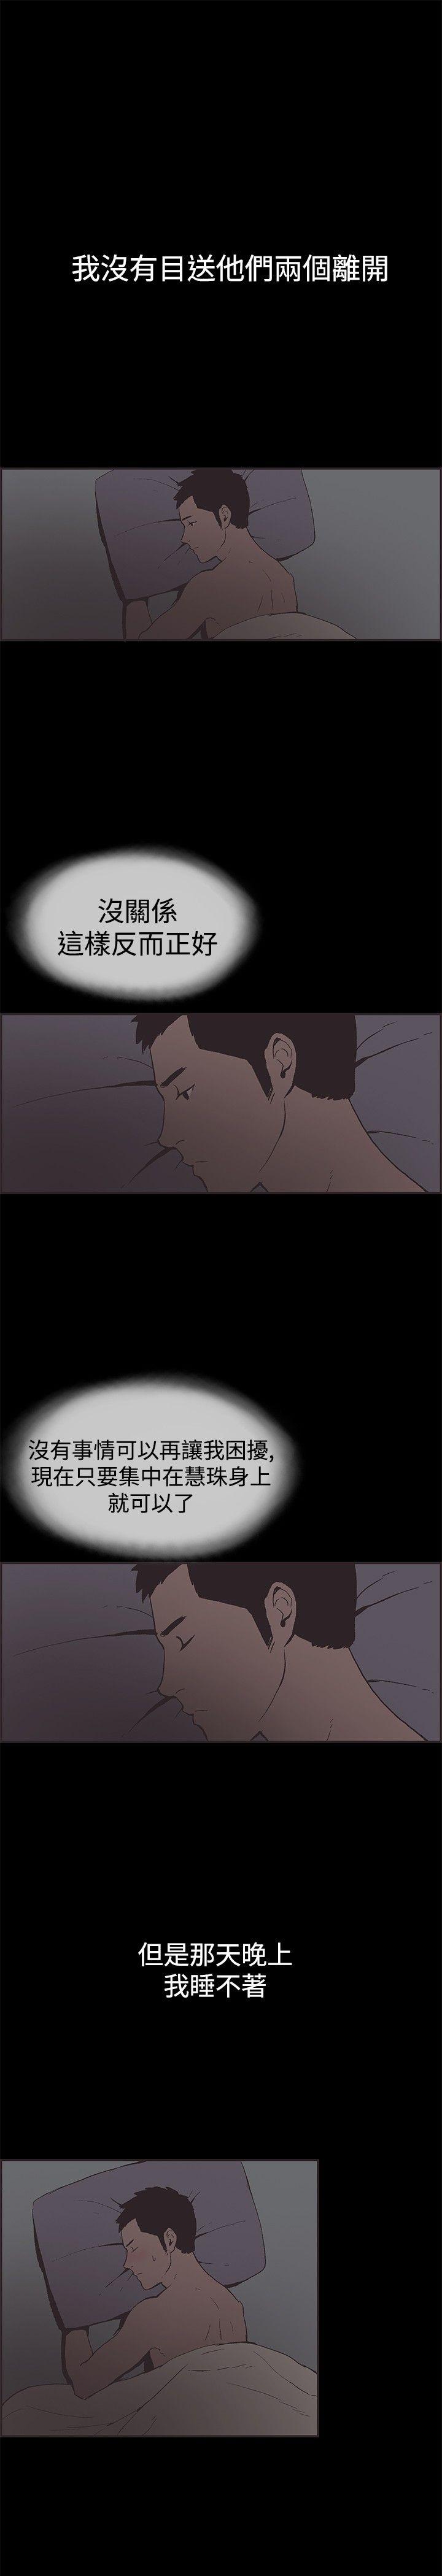 我沒有目送他們兩個離開
沒關係
這樣反而正好
沒有事情可以再讓我困擾,
現在只要集中在慧珠身上
就可以了
但是那天晚上
我睡不著